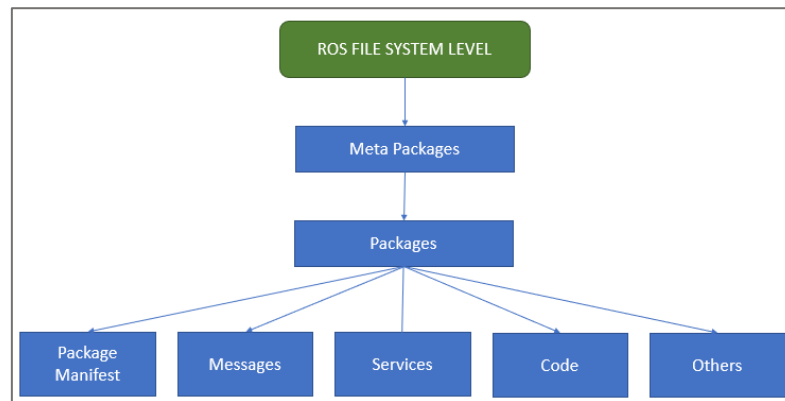 ROS FILE SYSTEM LEVEL
Meta Packages
Packages
Package
Manifest
Messages
Services
Code
Others